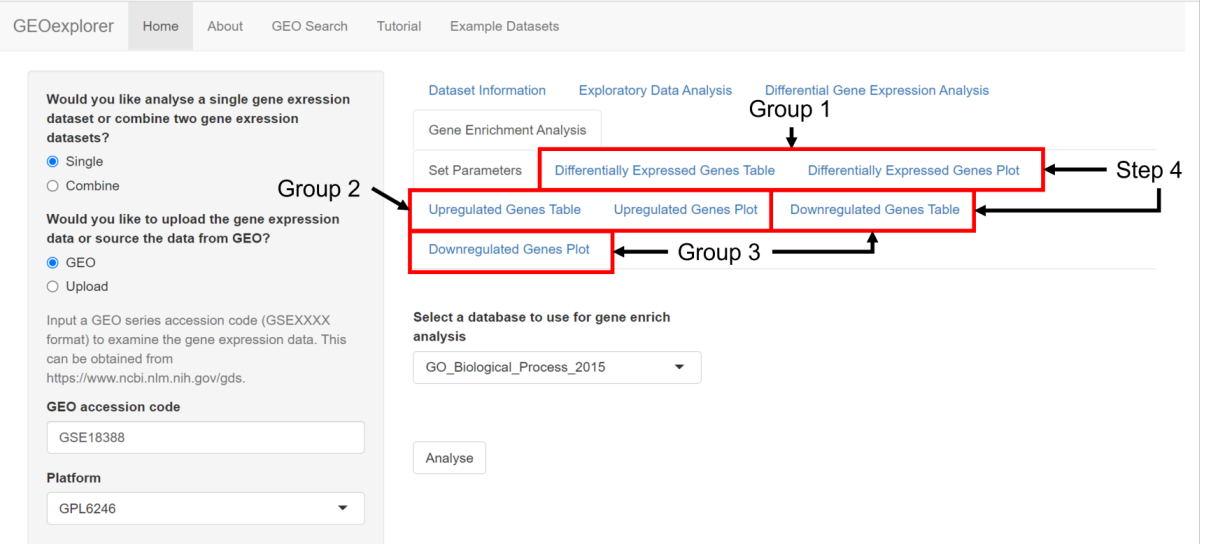 GEOexplorer Home About GEO Search Tutorial Example Datasets
Would you like analyse a single gene exression
dataset or combine two gene exression
datasets?
Single
Combine
Would you like to upload the gene expression
data or source the data from GEO?
GEO
Upload
Input a GEO series accession code (GSEXXXX
format) to examine the gene expression data. This
can be obtained from
https://www.ncbi.nlm.nih.gov/gds.
GEO accession code
GSE18388
Platform
GPL6246
Dataset Information Exploratory Data Analysis Differential Gene Expression Analysis
Group 1
Gene Enrichment Analysis
Set Parameters Differentially Expressed Genes Table Differentially Expressed Genes Plot
Step 4
Group 2
Upregulated Genes Table Upregulated Genes Plot Downregulated Genes Table
Downregulated Genes Plot
Group 3
Select a database to use for gene enrich
analysis
GO_Biological_Process_2015
Analyse